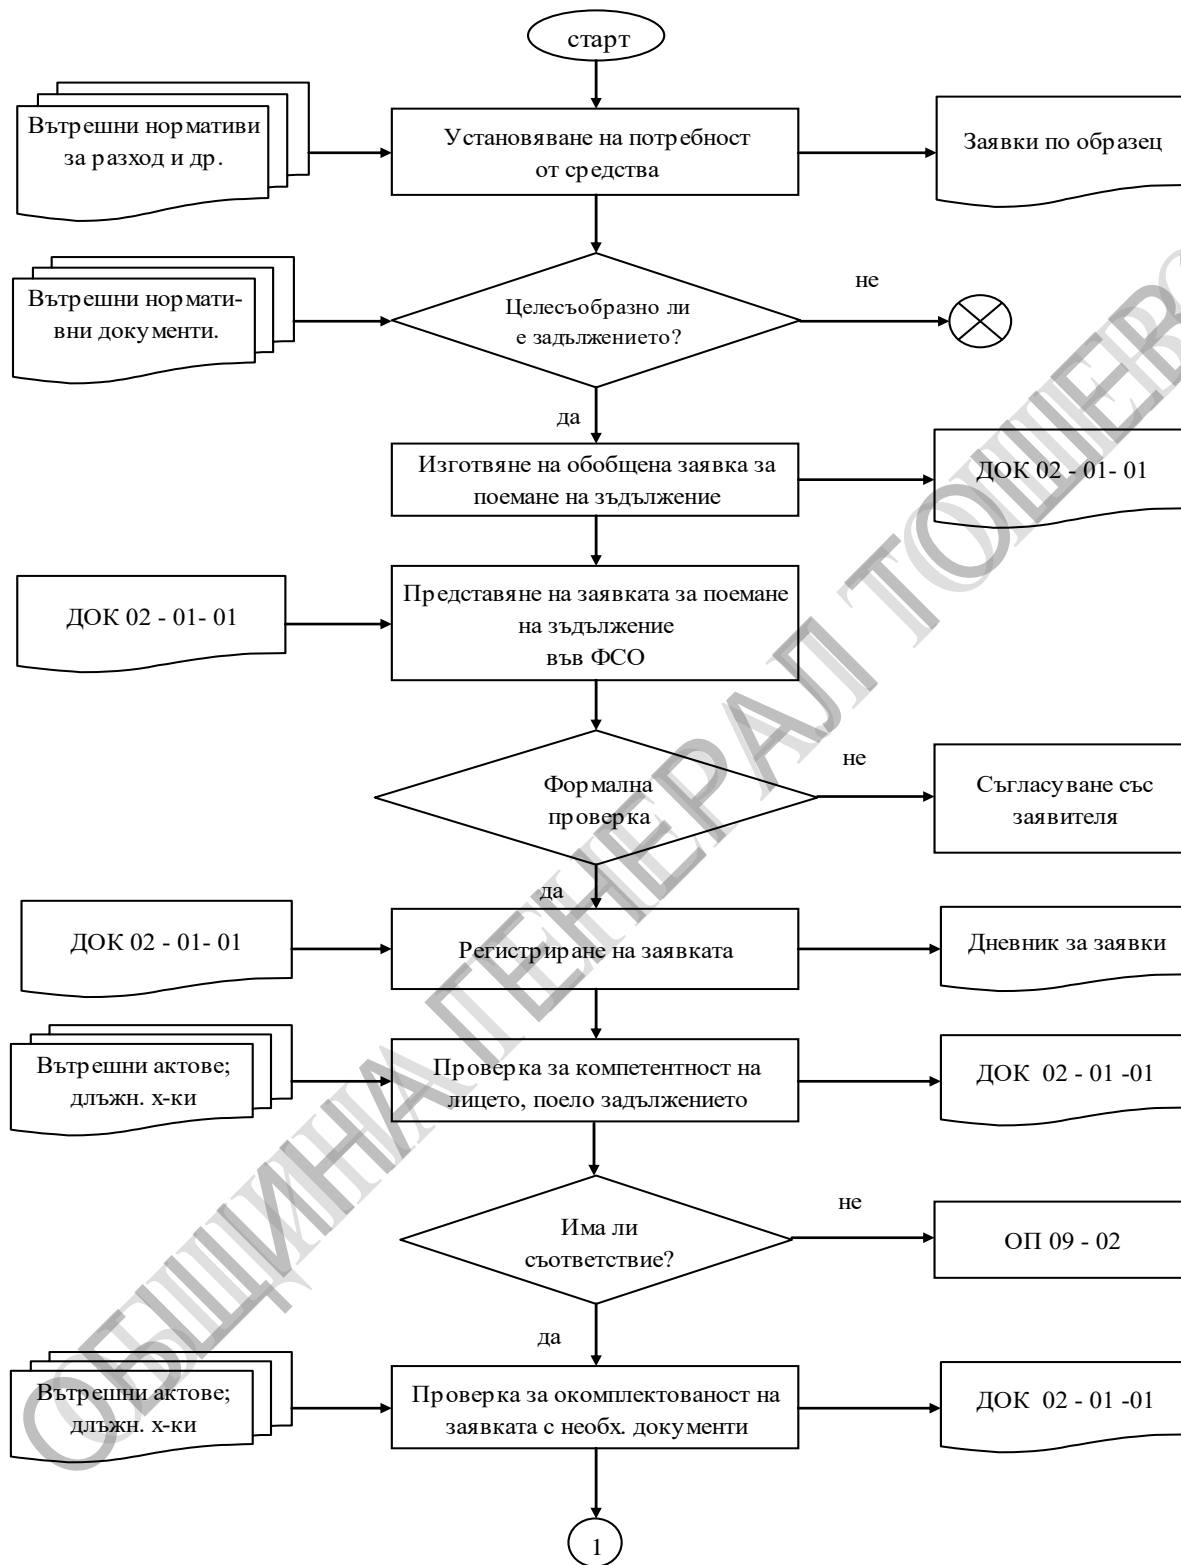 старт
Вътрешни нормативи
за разход и др.
Установяване на потребност
от средства
Заявки по образец
Вътрешни нормати-
вни документи.
Целесъобразно ли
е задължението?
не
да
Изготвяне на обобщена заявка за
поемане на зъдължение
ДОК 02 - 01- 01
ДОК 02 - 01- 01
Представяне на заявката за поемане
на зъдължение
във ФСО
Формална
проверка
не
Съгласуване със
заявителя
да
ДОК 02 - 01- 01
Регистриране на заявката
Дневник за заявки
Вътрешни актове;
длъжн. х-ки
Проверка за компетентност на
лицето, поело задължението
ДОК 02 - 01 -01
Има ли
съответствие?
не
ОП 09 - 02
да
Вътрешни актове;
длъжн. х-ки
Проверка за окомплектованост на
заявката с необх. документи
ДОК 02 - 01 -01
1
ОБЩИНА ГЕНЕРАЛ ТОШЕВО